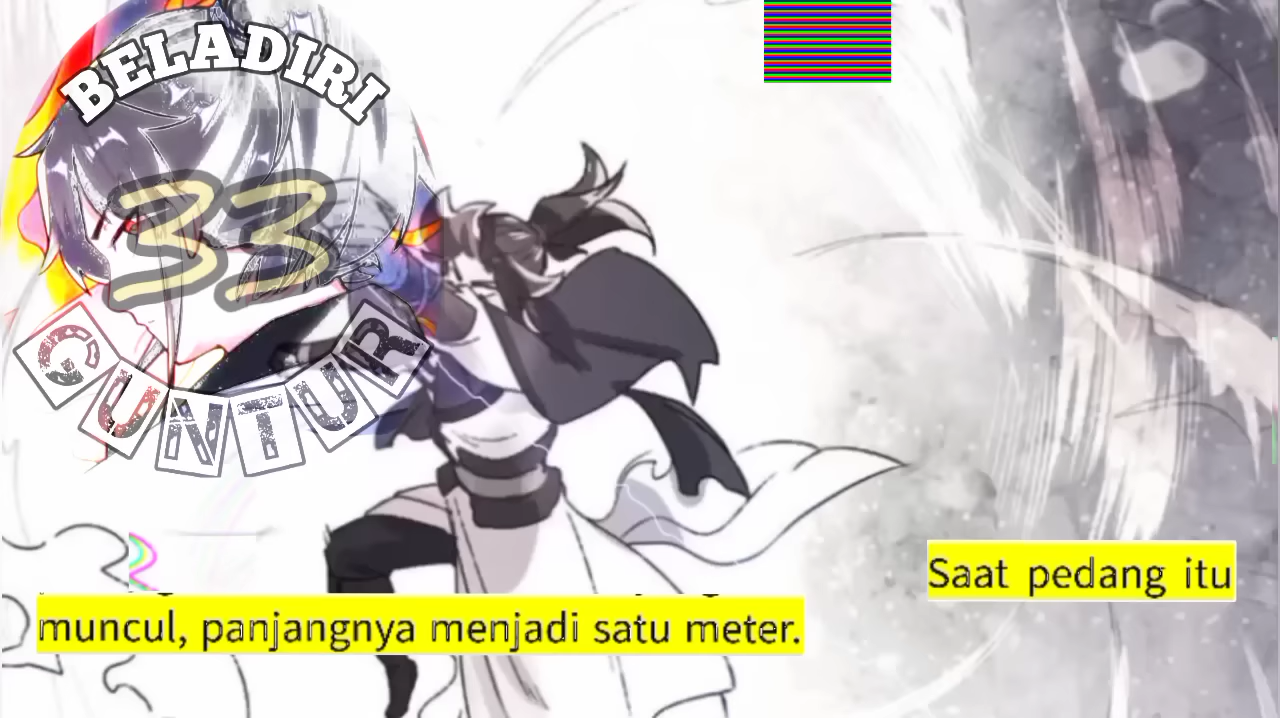 BELADIRI
33
GUNTUR
Saat pedang itu
muncul, panjangnya menjadi satu meter.